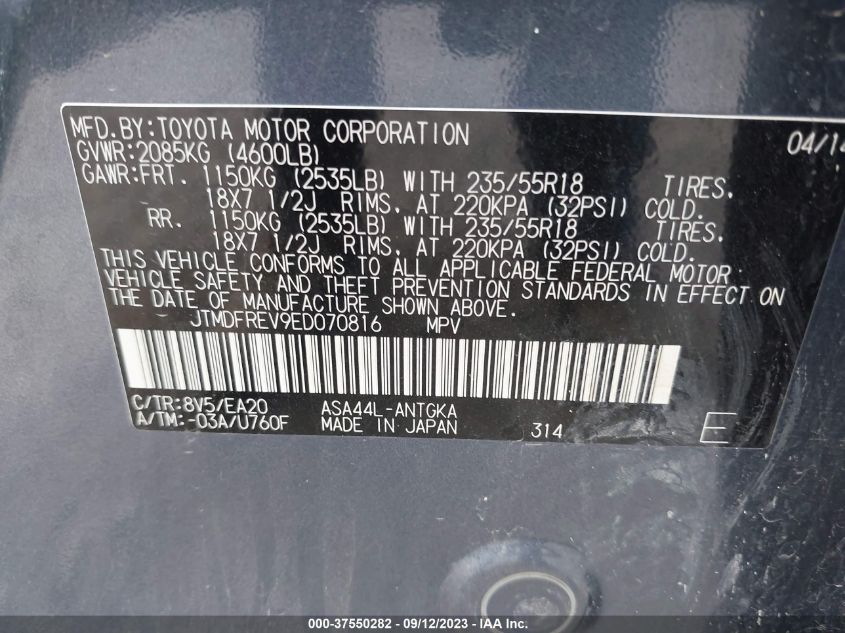 MFD.BY:TOYOTA MOTOR CORPORATION 04/14
GVWR:2085KG (4600LB)
GAWR:FRT. 1150KG (2535LB) WITH 235/55R18 TIRES.
18X7 1/2J RIMS. AT 220KPA (32PSI) COLD.
RR. 1150KG (2535LB) WITH 235/55R18 TIRES.
18X7 1/2J RIMS. AT 220KPA (32PSI) COLD.
THIS VEHICLE CONFORMS TO ALL APPLICABLE FEDERAL MOTOR
VEHICLE SAFETY AND THEFT PREVENTION STANDARDS IN EFFECT ON
THE DATE OF MANUFACTURE SHOWN ABOVE.
JTMDFREV9ED070816 MPV
C/TR:8V5/EA20 ASA44L-ANTGKA
A/TM:-03A/U760F MADE IN JAPAN 314 E
000-37550282 - 09/12/2023 - IAA, Inc.